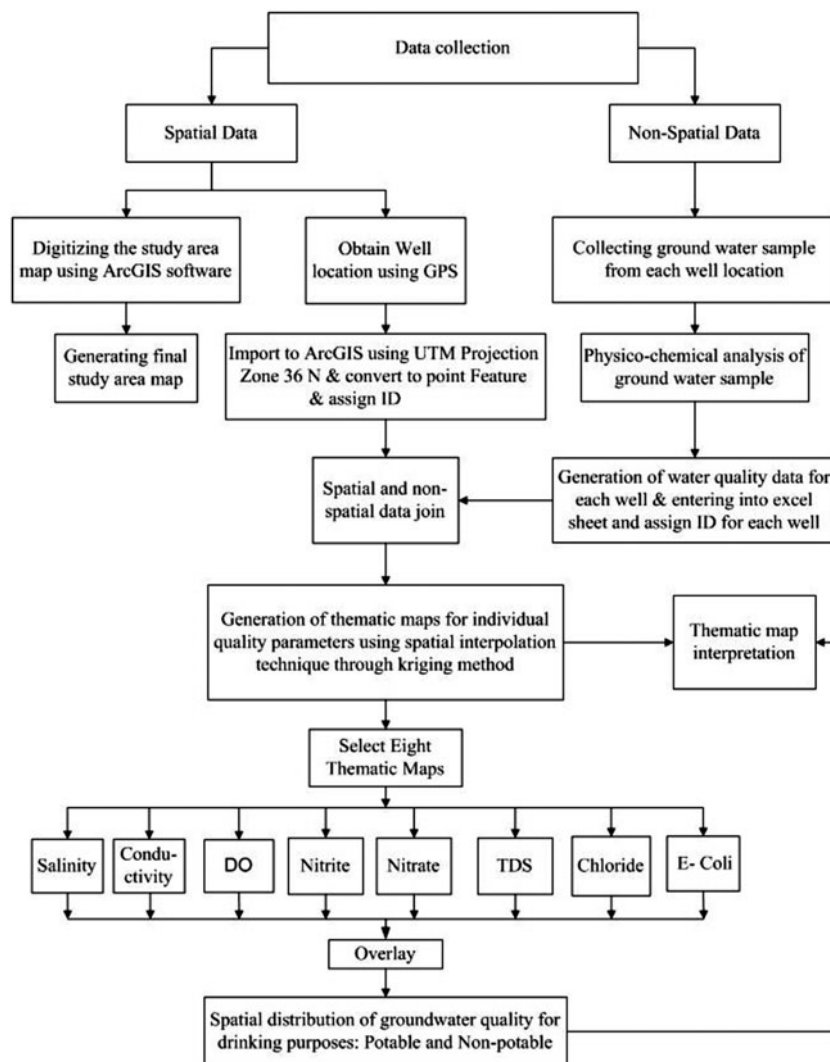 Data collection
Spatial Data
Non-Spatial Data
Digitizing the study area
map using ArcGIS software
Obtain Well
location using GPS
Collecting ground water sample
from each well location
Generating final
study area map
Import to ArcGIS using UTM Projection
Zone 36 N & convert to point Feature
& assign ID
Physico-chemical analysis of
ground water sample
Spatial and non-
spatial data join
Generation of water quality data for
each well & entering into excel
sheet and assign ID for each well
Generation of thematic maps for individual
quality parameters using spatial interpolation
technique through kriging method
Thematic map
interpretation
Select Eight
Thematic Maps
Salinity
Condu-
ctivity
DO
Nitrite
Nitrate
TDS
Chloride
E- Coli
Overlay
Spatial distribution of groundwater quality for
drinking purposes: Potable and Non-potable